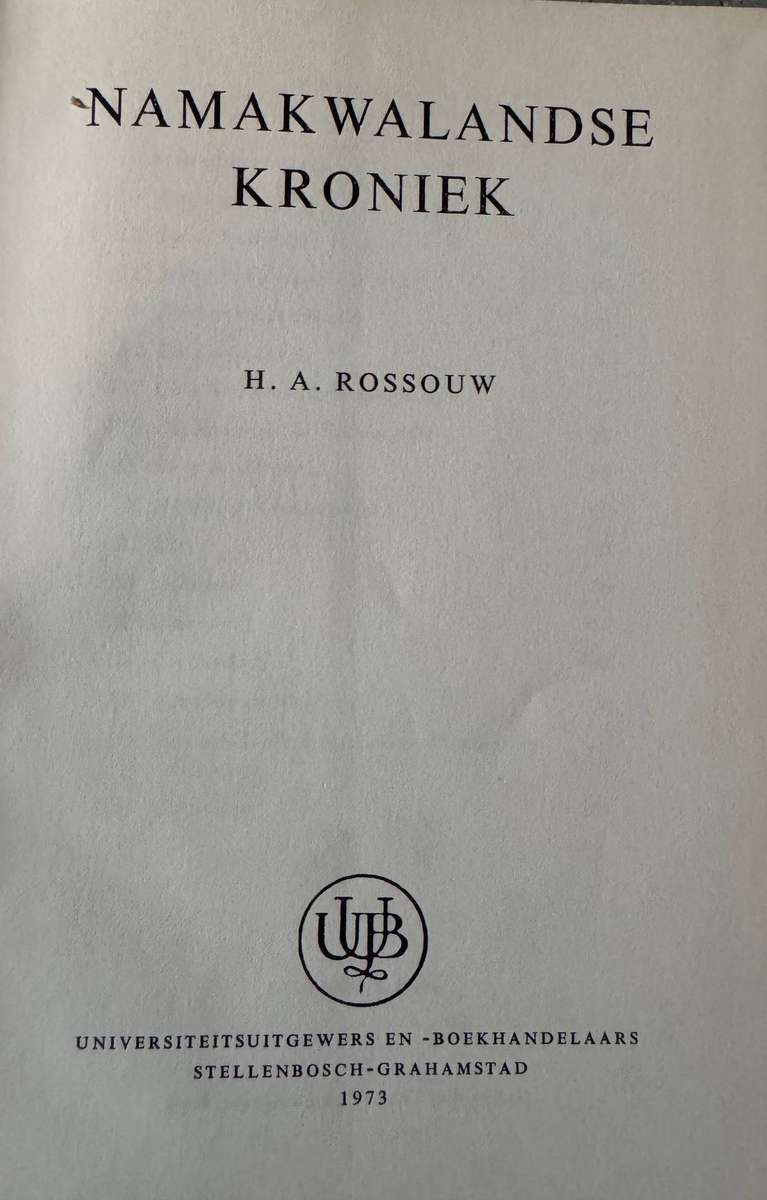 NAMAKWALANDSE
KRONIEK
H. A. ROSSOUW
UUB
UNIVERSITEITSUITGEWERS EN -BOEKHANDELAARS
STELLENBOSCH-GRAHAMSTAD
1973